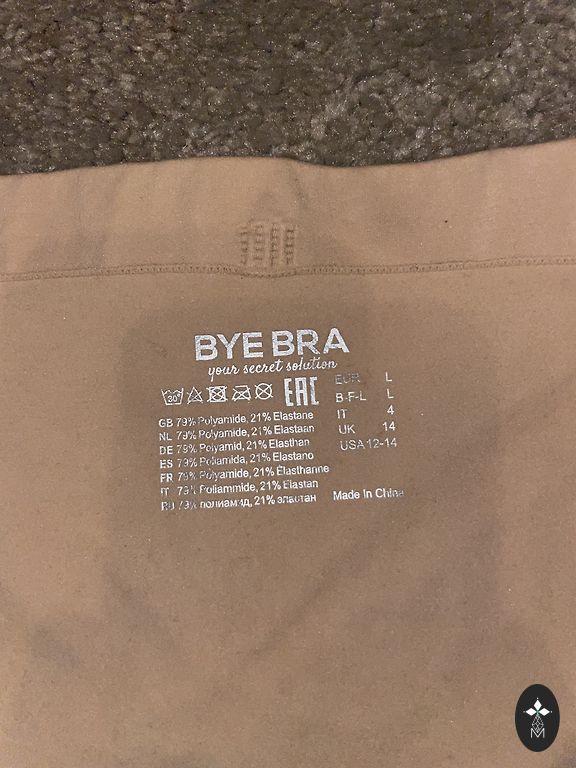 BYE BRA
your secret solution
30°
EAC
EUR L
B-F-L L
IT 4
UK 14
USA 12-14
GB 79% Polyamide, 21% Elastane
NL 79% Polyamide, 21% Elastaan
DE 79% Polyamid, 21% Elasthan
ES 79% Poliamida, 21% Elastano
FR 79% Polyamide, 21% Élasthanne
IT 79% Poliammide, 21% Elastan
RU 79% полиамид, 21% эластан
Made In China
M